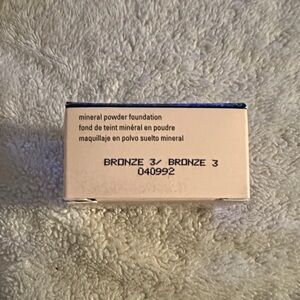 mineral powder foundation
fond de teint minéral en poudre
maquillaje en polvo suelto mineral
BRONZE 3/ BRONZE 3
040992